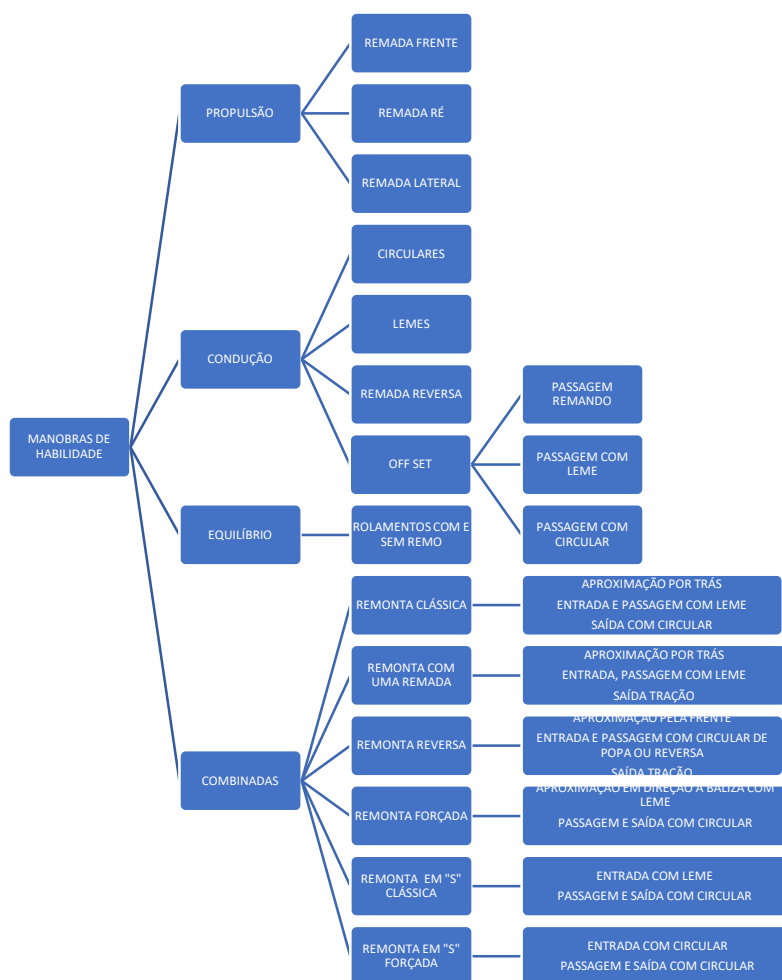 MANOBRAS DE
HABILIDADE
PROPULSÃO
REMADA FRENTE
REMADA RÉ
REMADA LATERAL
CONDUÇÃO
CIRCULARES
LEMES
REMADA REVERSA
OFF SET
PASSAGEM
REMANDO
PASSAGEM COM
LEME
PASSAGEM COM
CIRCULAR
EQUILÍBRIO
ROLAMENTOS COM E
SEM REMO
COMBINADAS
REMONTA CLÁSSICA
APROXIMAÇÃO POR TRÁS
ENTRADA E PASSAGEM COM LEME
SAÍDA COM CIRCULAR
REMONTA COM
UMA REMADA
APROXIMAÇÃO POR TRÁS
ENTRADA, PASSAGEM COM LEME
SAÍDA TRAÇÃO
REMONTA REVERSA
APROXIMAÇÃO PELA FRENTE
ENTRADA E PASSAGEM COM CIRCULAR DE
POPA OU REVERSA
SAÍDA TRAÇÃO
REMONTA FORÇADA
APROXIMAÇÃO EM DIREÇÃO A BALIZA COM
LEME
PASSAGEM E SAÍDA COM CIRCULAR
REMONTA EM "S"
CLÁSSICA
ENTRADA COM LEME
PASSAGEM E SAÍDA COM CIRCULAR
REMONTA EM "S"
FORÇADA
ENTRADA COM CIRCULAR
PASSAGEM E SAÍDA COM CIRCULAR